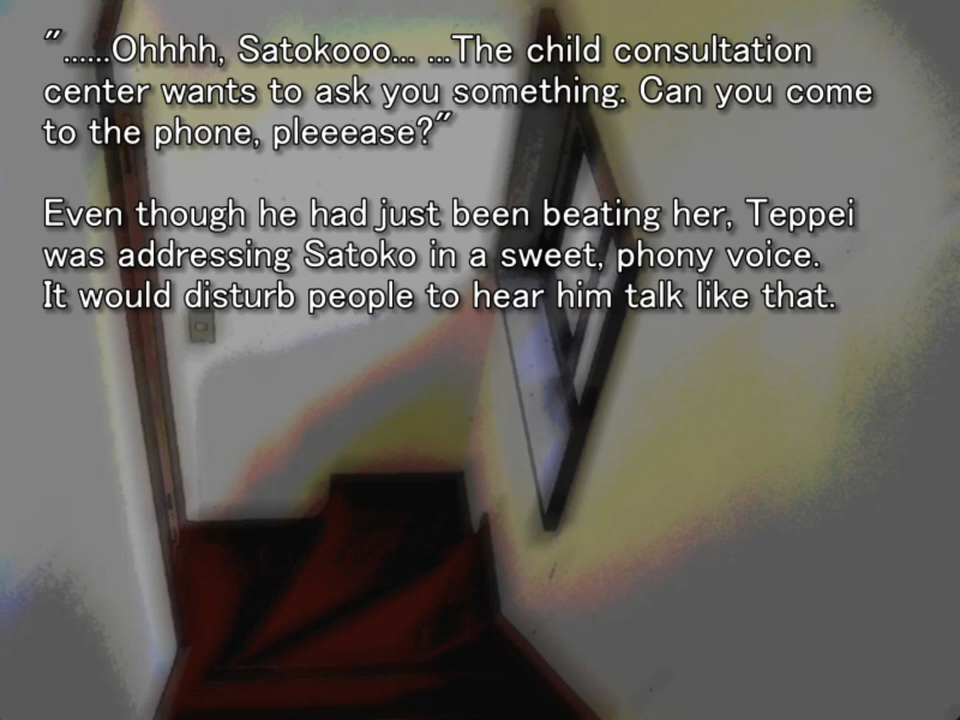 "......Ohhhh, Satokooo... ...The child consultation
center wants to ask you something. Can you come
to the phone, pleeease?"
Even though he had just been beating her, Teppei
was addressing Satoko in a sweet, phony voice.
It would disturb people to hear him talk like that.